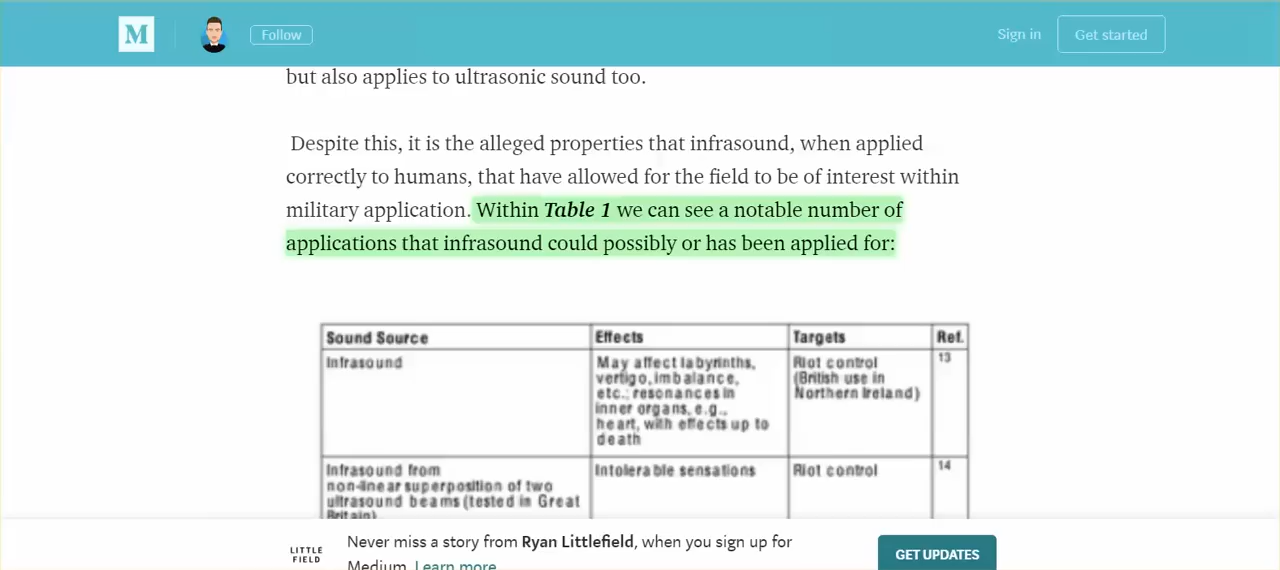 M Follow Sign in Get started
but also applies to ultrasonic sound too.
Despite this, it is the alleged properties that infrasound, when applied
correctly to humans, that have allowed for the field to be of interest within
military application. Within Table 1 we can see a notable number of
applications that infrasound could possibly or has been applied for:
Sound Source Effects Targets Ref.
Infrasound May affect labyrinths, Riot control 13
vertigo, imbalance, (British use in
etc.; resonances in Northern Ireland)
inner organs, e.g.,
heart, with effects up to
death
Infrasound from Intolerable sensations Riot control 14
non-linear superposition of two
ultrasound beams (tested in Great
Britain)
LITTLE
FIELD
Never miss a story from Ryan Littlefield, when you sign up for
Medium. Learn more
GET UPDATES